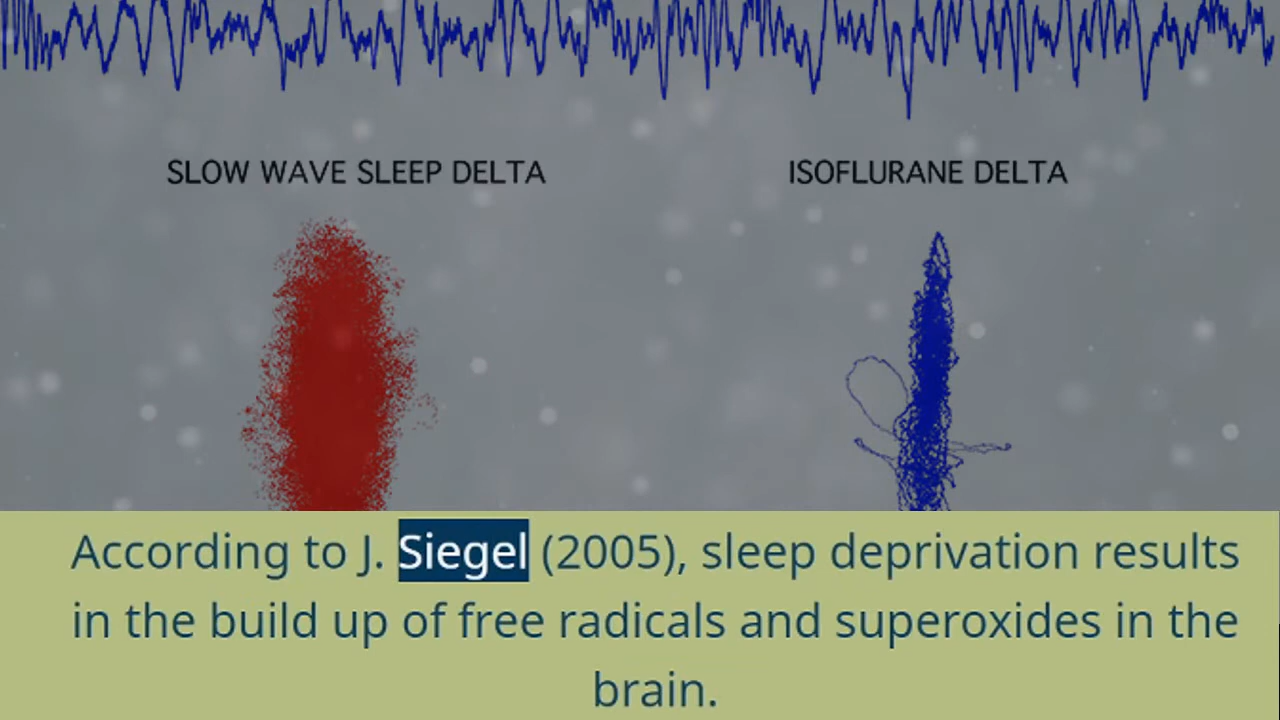 SLOW WAVE SLEEP DELTA
ISOFLURANE DELTA
According to J. Siegel (2005), sleep deprivation results
in the build up of free radicals and superoxides in the
brain.